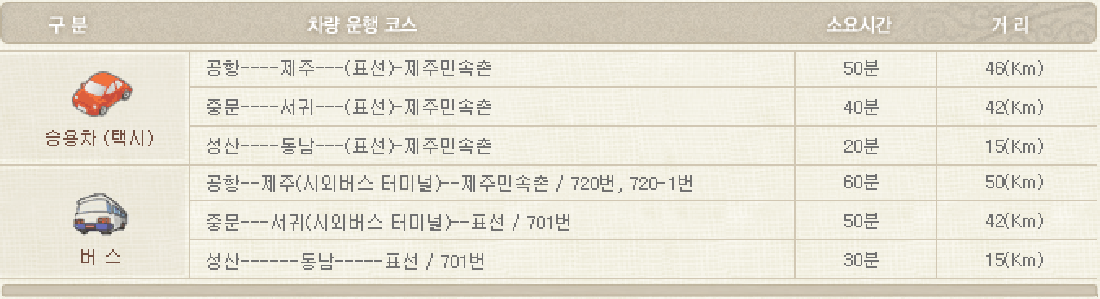 구 분 차량 운행 코스 소요시간 거 리
공항----제주---(표선)-제주민속촌 50분 46(Km)
중문----서귀---(표선)-제주민속촌 40분 42(Km)
승용차 (택시)
성산----동남---(표선)-제주민속촌 20분 15(Km)
공항--제주(시외버스 터미널)--제주민속촌 / 720번, 720-1번 60분 50(Km)
중문---서귀(시외버스 터미널)--표선 / 701번 50분 42(Km)
버 스
성산------동남-----표선 / 701번 30분 15(Km)